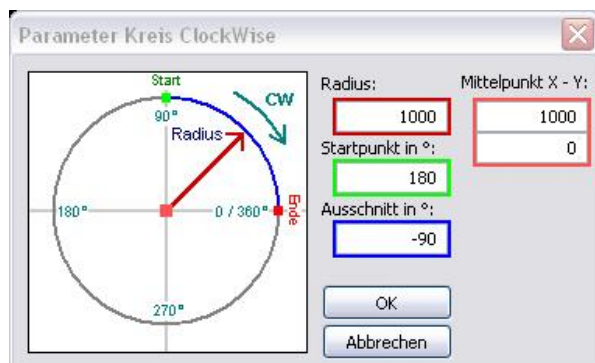 Parameter Kreis ClockWise
Start
90°
CW
Radius
180°
0 / 360°
Ende
270°
Radius:
1000
Startpunkt in °:
180
Ausschnitt in °:
-90
Mittelpunkt X - Y:
1000
0
OK
Abbrechen